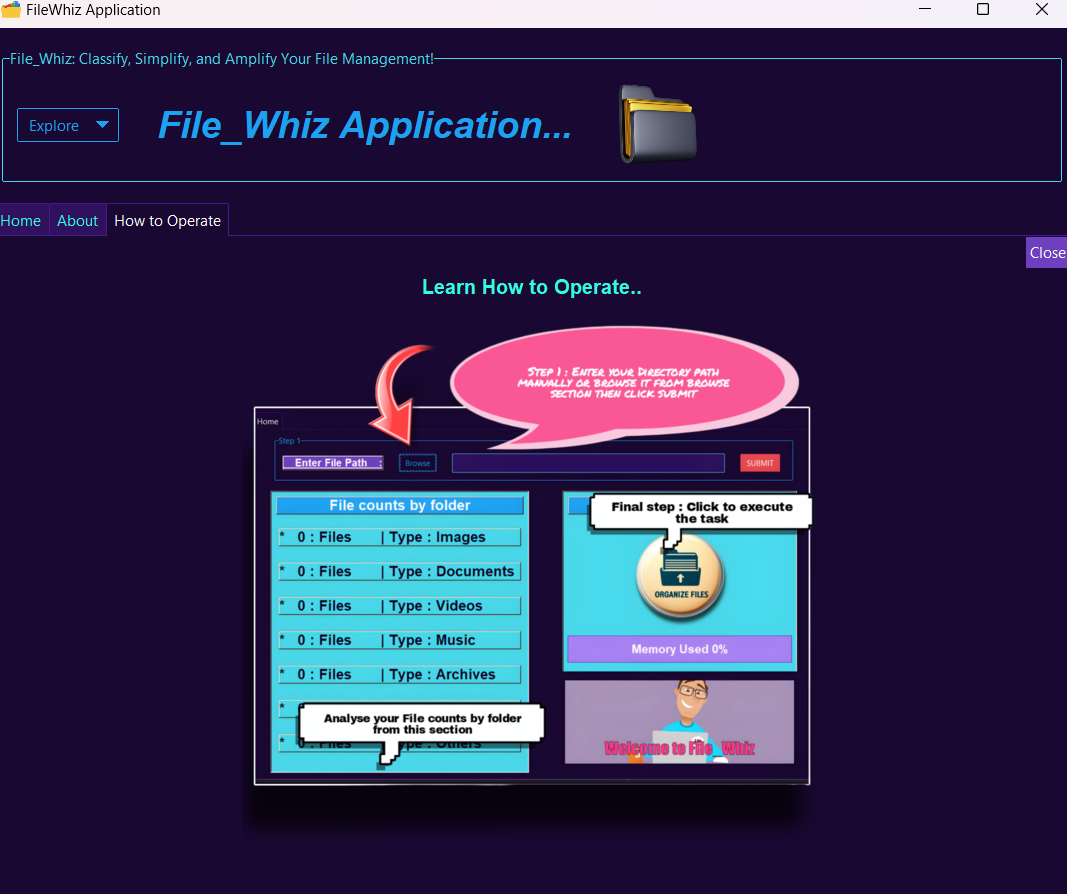 FileWhiz Application
File_Whiz: Classify, Simplify, and Amplify Your File Management!
Explore
File_Whiz Application...
Home
About
How to Operate
Close
Learn How to Operate..
Step 1 : Enter your Directory path
manually or browse it from browse
section then click submit
Home
Step 1
Enter File Path :
Browse
SUBMIT
File counts by folder
* 0 : Files | Type : Images
* 0 : Files | Type : Documents
* 0 : Files | Type : Videos
* 0 : Files | Type : Music
* 0 : Files | Type : Archives
*
Analyse your File counts by folder
from this section
* 0 : Files | Type : Others
Final step : Click to execute
the task
ORGANIZE FILES
Memory Used 0%
Welcome to File_Whiz